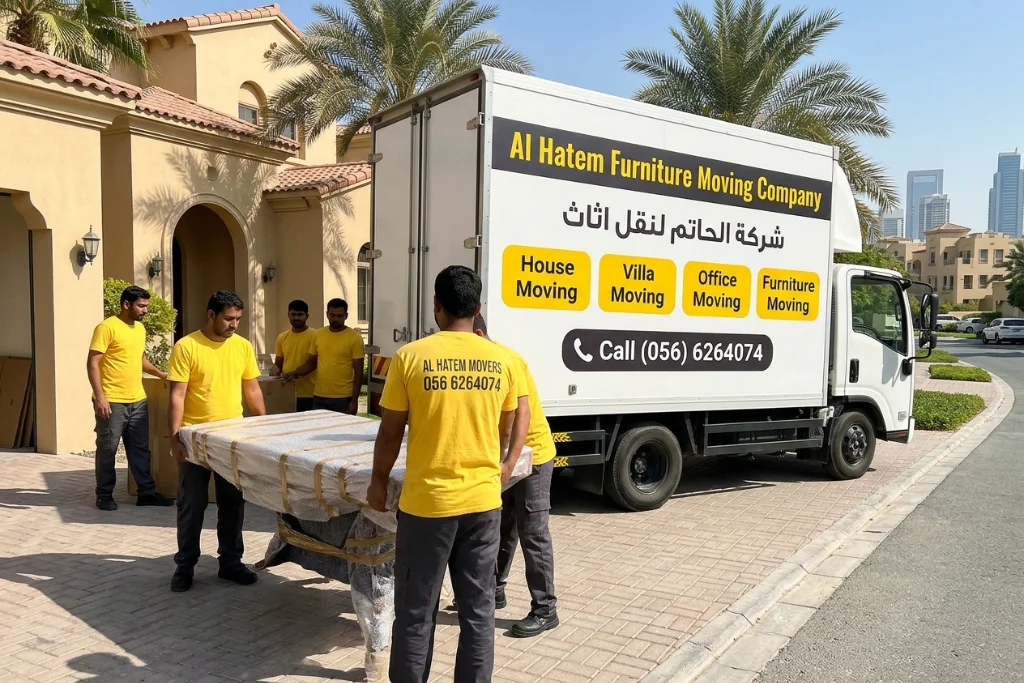 Al Hatem Furniture Moving Company
شركة الحاتم لنقل اثاث
House
Moving
Villa
Moving
Office
Moving
Furniture
Moving
Call (056) 6264074
AL HATEM MOVERS
056 6264074